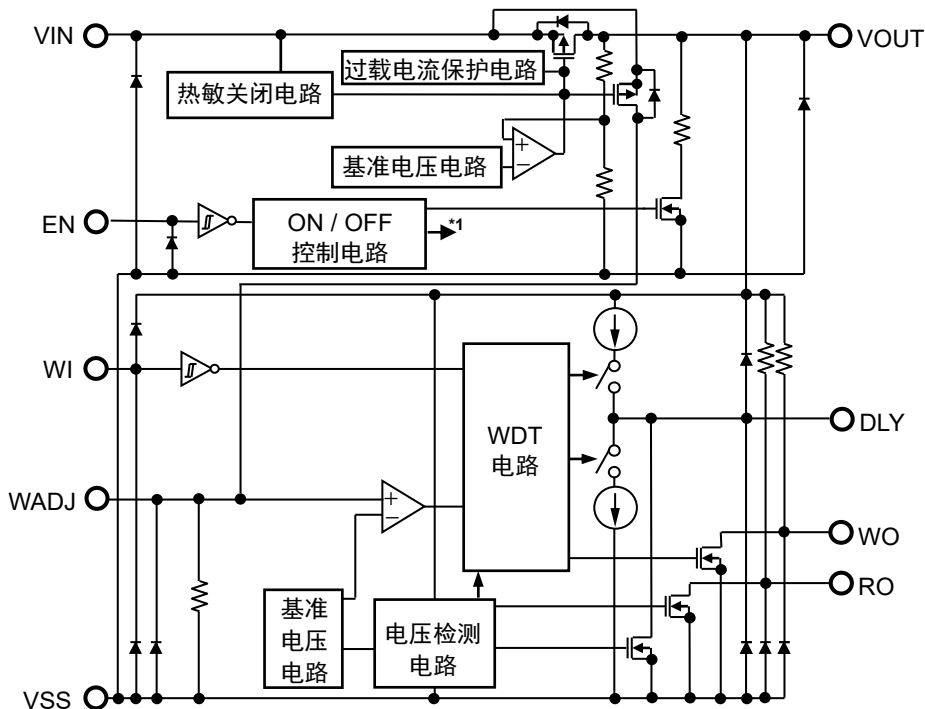 VIN
VOUT
过载电流保护电路
热敏关闭电路
+
−
基准电压电路
EN
ON / OFF
控制电路
*1
WI
WDT
电路
DLY
WADJ
+
−
WO
RO
基准
电压
电路
电压检测
电路
VSS